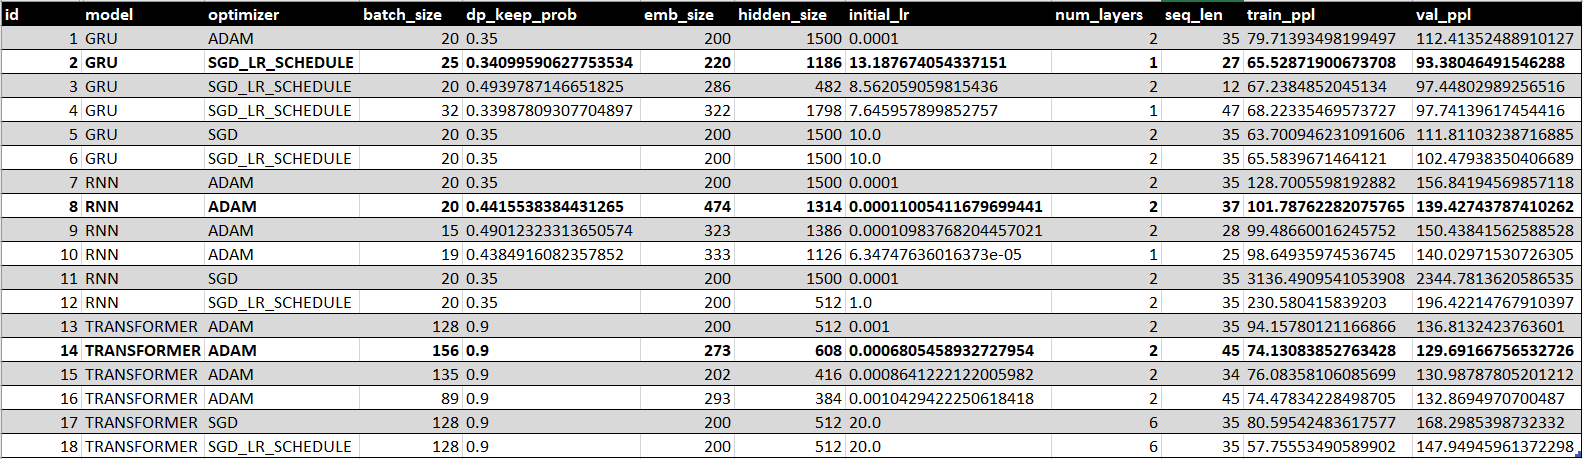 id model optimizer batch_size dp_keep_prob emb_size hidden_size initial_lr num_layers seq_len train_ppl val_ppl
1 GRU ADAM 20 0.35 200 1500 0.0001 2 35 79.71393498199497 112.41352488910127
2 GRU SGD_LR_SCHEDULE 25 0.34099590627753534 220 1186 13.187674054337151 1 27 65.52871900673708 93.38046491546288
3 GRU SGD_LR_SCHEDULE 20 0.4939787146651825 286 482 8.562059059815436 2 12 67.2384852045134 97.44802989256516
4 GRU SGD_LR_SCHEDULE 32 0.33987809307704897 322 1798 7.645957899852757 1 47 68.22335469573727 97.74139617454416
5 GRU SGD 20 0.35 200 1500 10.0 2 35 63.700946231091606 111.81103238716885
6 GRU SGD_LR_SCHEDULE 20 0.35 200 1500 10.0 2 35 65.5839671464121 102.47938350406689
7 RNN ADAM 20 0.35 200 1500 0.0001 2 35 128.7005598192882 156.84194569857118
8 RNN ADAM 20 0.4415538384431265 474 1314 0.00011005411679699441 2 37 101.78762282075765 139.42743787410262
9 RNN ADAM 15 0.49012323313650574 323 1386 0.00010983768204457021 2 28 99.48660016245752 150.43841562588528
10 RNN ADAM 19 0.4384916082357852 333 1126 6.34747636016373e-05 1 25 98.64935974536745 140.02971530726305
11 RNN SGD 20 0.35 200 1500 0.0001 2 35 3136.4909541053908 2344.7813620586535
12 RNN SGD_LR_SCHEDULE 20 0.35 200 512 1.0 2 35 230.580415839203 196.42214767910397
13 TRANSFORMER ADAM 128 0.9 200 512 0.001 2 35 94.15780121166866 136.8132423763601
14 TRANSFORMER ADAM 156 0.9 273 608 0.0006805458932727954 2 45 74.13083852763428 129.69166756532726
15 TRANSFORMER ADAM 135 0.9 202 416 0.0008641222122005982 2 34 76.08358106085699 130.98787805201212
16 TRANSFORMER ADAM 89 0.9 293 384 0.0010429422250618418 2 45 74.47834228498705 132.8694970700487
17 TRANSFORMER SGD 128 0.9 200 512 20.0 6 35 80.59542483617577 168.2985398732332
18 TRANSFORMER SGD_LR_SCHEDULE 128 0.9 200 512 20.0 6 35 57.75553490589902 147.94945961372298